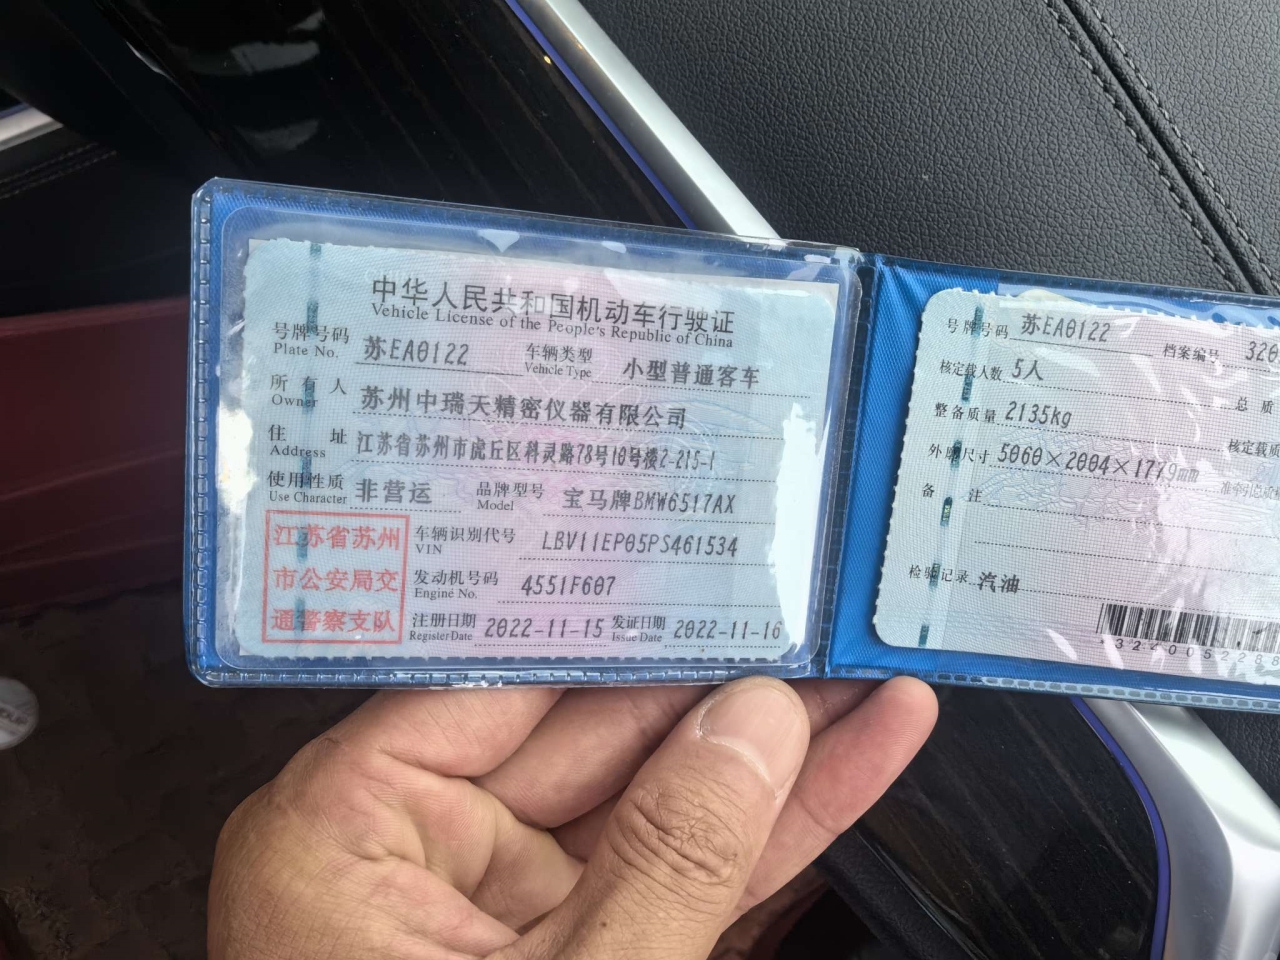 中华人民共和国机动车行驶证
Vehicle License of the People's Republic of China
号牌号码 苏EA0122 车辆类型 小型普通客车
Plate No. Vehicle Type
所有人 苏州中瑞天精密仪器有限公司
Owner
住址 江苏省苏州市虎丘区科灵路78号10号楼2-215-1
Address
使用性质 非营运 品牌型号 宝马牌BMW6517AX
Use Character Model
江苏省苏州
市公安局交
通警察支队
车辆识别代号 LBV11EP05PS461534
VIN
发动机号码 4551F607
Engine No.
注册日期 2022-11-15 发证日期 2022-11-16
Register Date Issue Date
号牌号码 苏EA0122 档案编号 320
核定载人数 5人 总质
整备质量 2135kg 核定载质
外廓尺寸 5060×2004×1779mm 准牵引总质
备注
检验记录 汽油